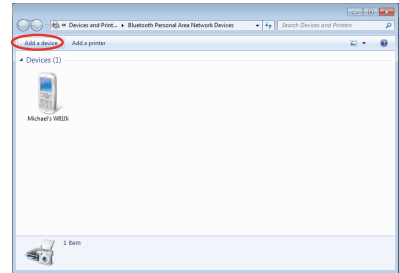 « Devices and Print... ▸ Bluetooth Personal Area Network Devices Search Devices and Printers
Add a device Add a printer
Devices (1)
Michael's W810i
1 item